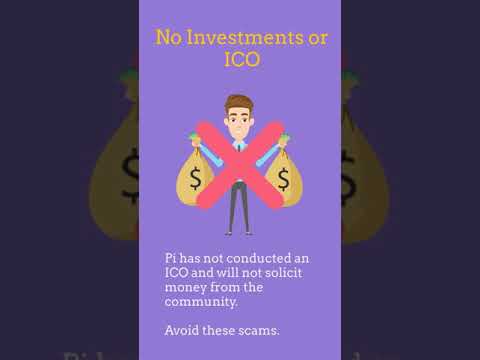 No Investments or
ICO
$
$
Pi has not conducted an
ICO and will not solicit
money from the
community.
Avoid these scams.